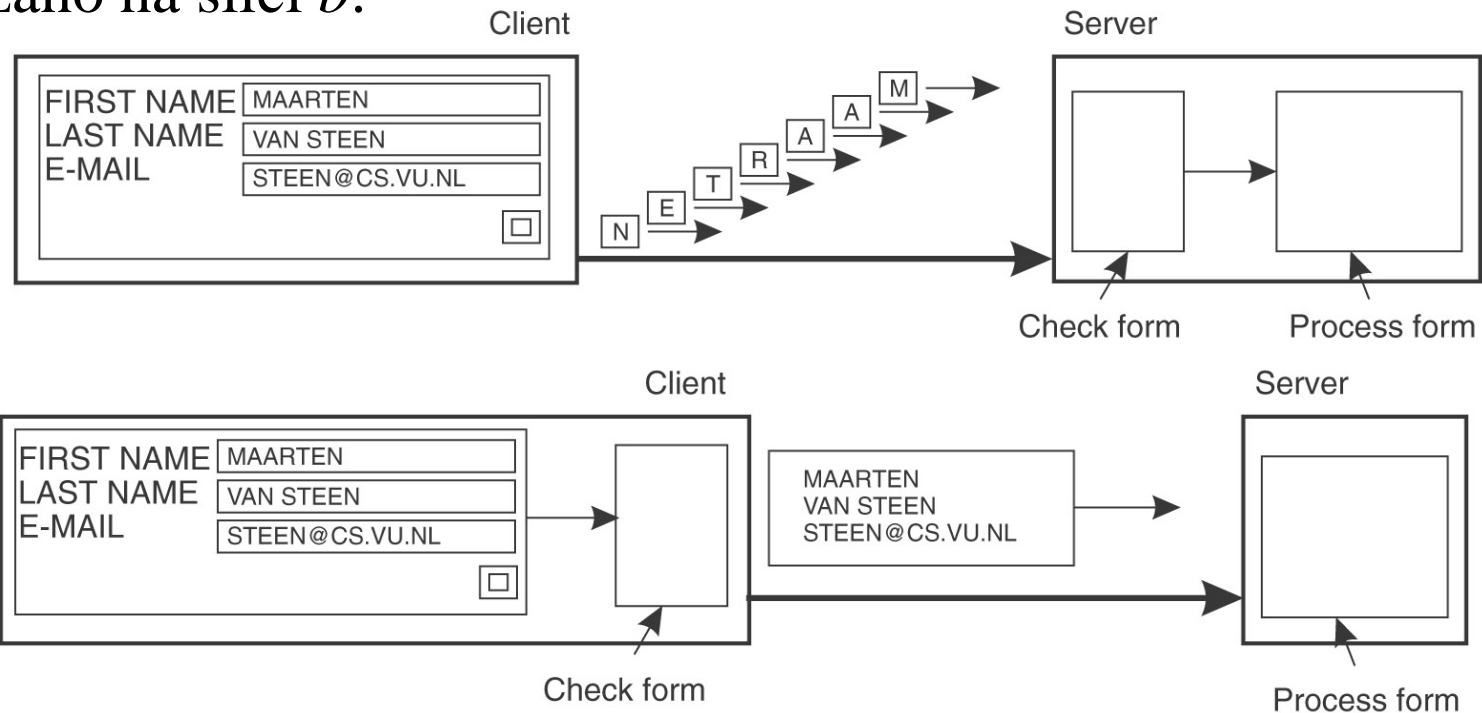 na slici b.
Client
Server
FIRST NAME MAARTEN
LAST NAME VAN STEEN
E-MAIL STEEN@CS.VU.NL
N E T R A A M
Check form
Process form
Client
Server
FIRST NAME MAARTEN
LAST NAME VAN STEEN
E-MAIL STEEN@CS.VU.NL
MAARTEN
VAN STEEN
STEEN@CS.VU.NL
Check form
Process form